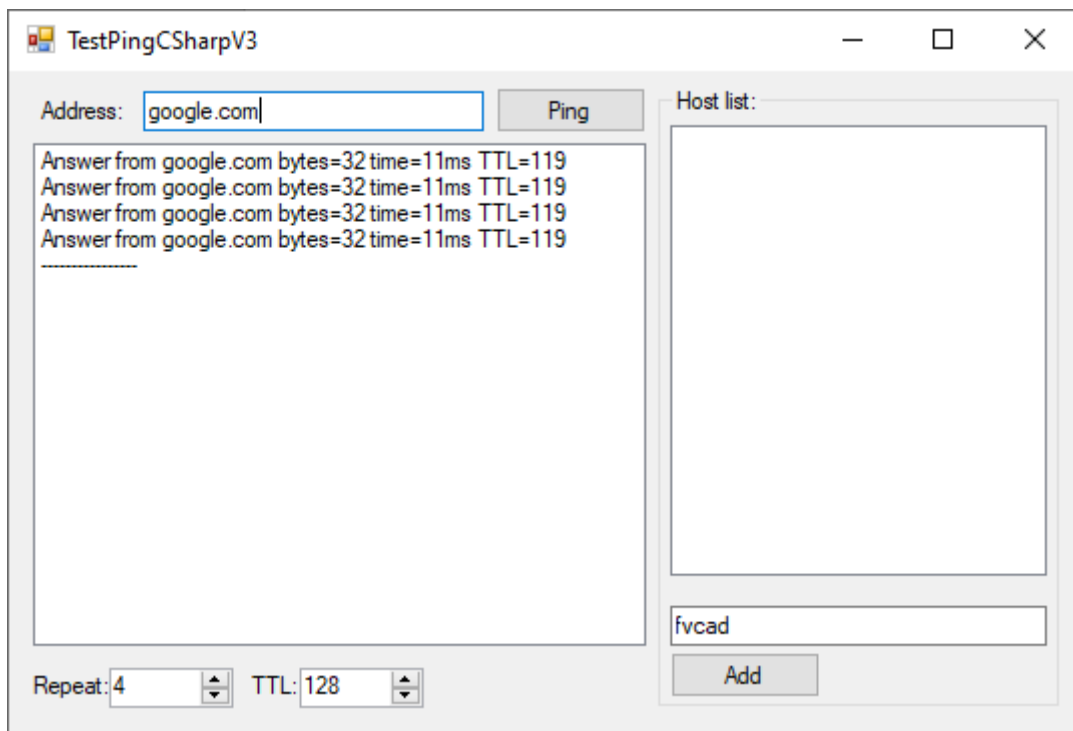 TestPingCSharpV3
Address: google.com Ping
Answer from google.com bytes=32 time=11ms TTL=119
Answer from google.com bytes=32 time=11ms TTL=119
Answer from google.com bytes=32 time=11ms TTL=119
Answer from google.com bytes=32 time=11ms TTL=119
----------------
Repeat: 4 TTL: 128
Host list:
fvcad
Add